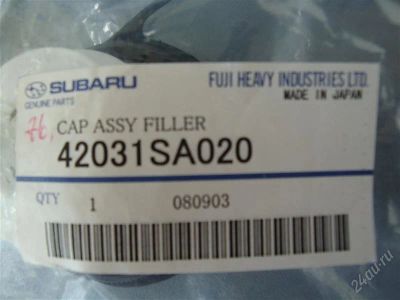 SUBARU
GENUINE PARTS
FUJI HEAVY INDUSTRIES LTD.
MADE IN JAPAN
CAP ASSY FILLER
42031SA020
QTY 1 080903
24au.ru